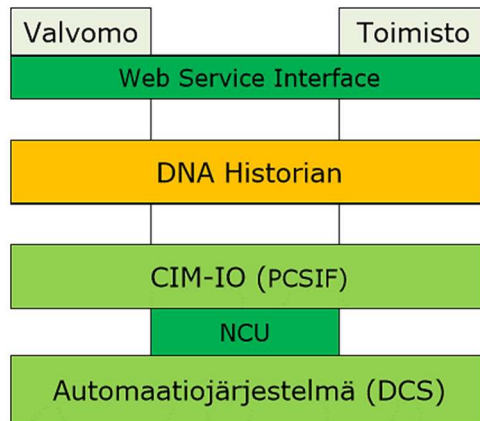 Valvomo
Toimisto
Web Service Interface
DNA Historian
CIM-IO (PCSIF)
NCU
Automaatiojärjestelmä (DCS)